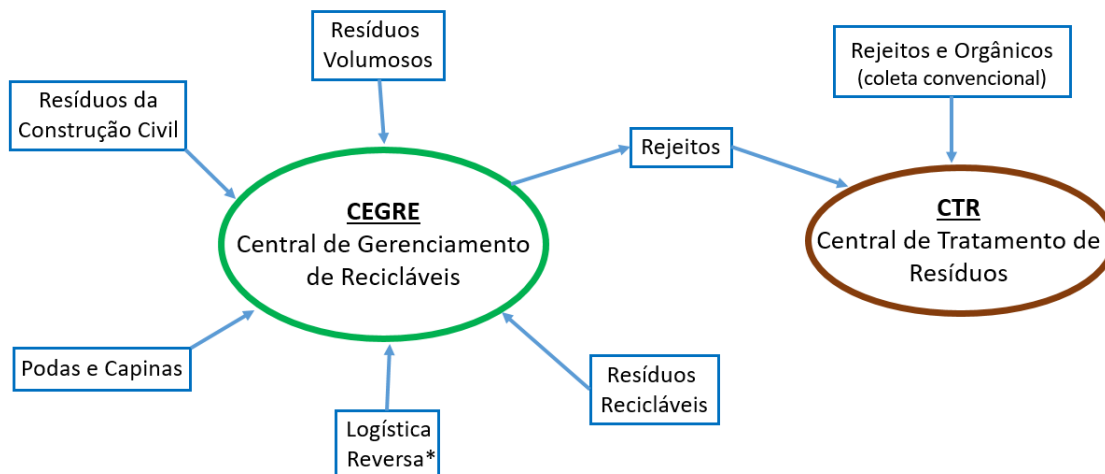 Resíduos
Volumosos
Rejeitos e Orgânicos
(coleta convencional)
Resíduos da
Construção Civil
Rejeitos
CEGRE
Central de Gerenciamento
de Recicláveis
CTR
Central de Tratamento de
Resíduos
Podas e Capinas
Resíduos
Recicláveis
Logística
Reversa*